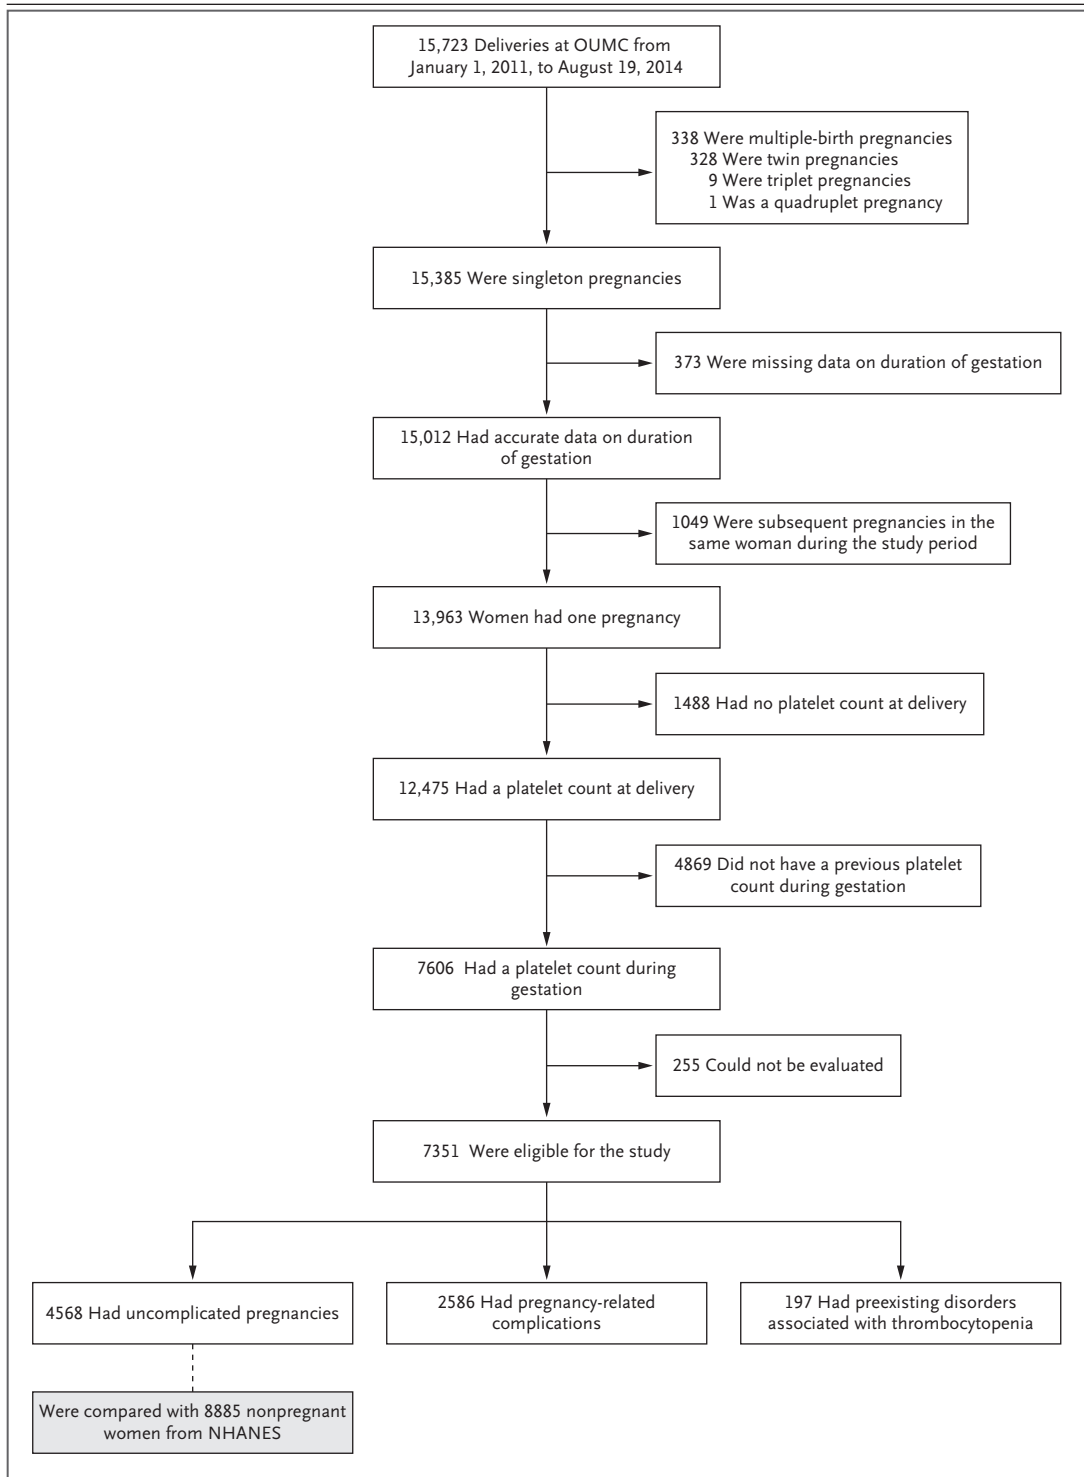 15,723 Deliveries at OUMC from
January 1, 2011, to August 19, 2014
338 Were multiple-birth pregnancies
328 Were twin pregnancies
9 Were triplet pregnancies
1 Was a quadruplet pregnancy
15,385 Were singleton pregnancies
373 Were missing data on duration of gestation
15,012 Had accurate data on duration
of gestation
1049 Were subsequent pregnancies in the
same woman during the study period
13,963 Women had one pregnancy
1488 Had no platelet count at delivery
12,475 Had a platelet count at delivery
4869 Did not have a previous platelet
count during gestation
7606 Had a platelet count during
gestation
255 Could not be evaluated
7351 Were eligible for the study
4568 Had uncomplicated pregnancies
2586 Had pregnancy-related
complications
197 Had preexisting disorders
associated with thrombocytopenia
Were compared with 8885 nonpregnant
women from NHANES